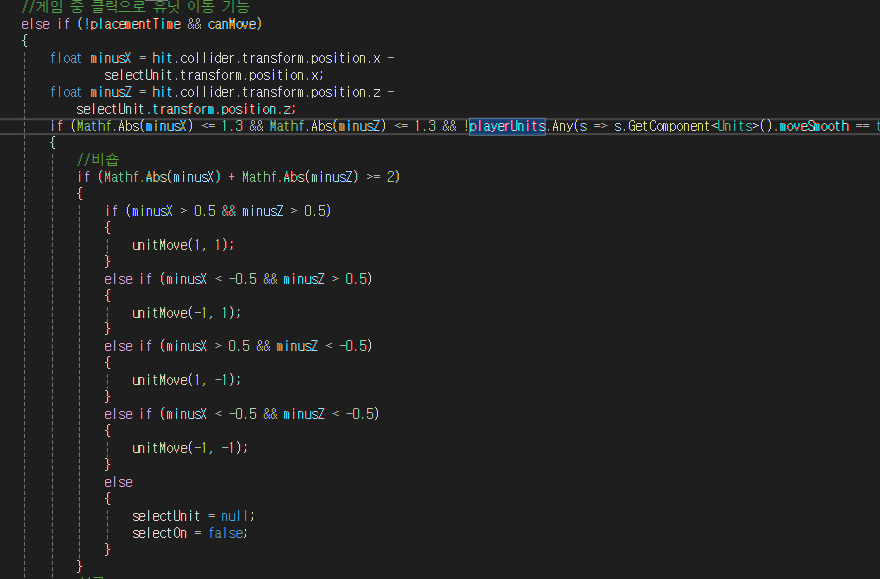 //게임 중 클릭으로 유닛 이동 기능
else if (!placementTime && canMove)
{
float minusX = hit.collider.transform.position.x -
selectUnit.transform.position.x;
float minusZ = hit.collider.transform.position.z -
selectUnit.transform.position.z;
if (Mathf.Abs(minusX) <= 1.3 && Mathf.Abs(minusZ) <= 1.3 && !playerUnits.Any(s => s.GetComponent<Units>().moveSmooth == t
{
//비숍
if (Mathf.Abs(minusX) + Mathf.Abs(minusZ) >= 2)
{
if (minusX > 0.5 && minusZ > 0.5)
{
unitMove(1, 1);
}
else if (minusX < -0.5 && minusZ > 0.5)
{
unitMove(-1, 1);
}
else if (minusX > 0.5 && minusZ < -0.5)
{
unitMove(1, -1);
}
else if (minusX < -0.5 && minusZ < -0.5)
{
unitMove(-1, -1);
}
else
{
selectUnit = null;
selectOn = false;
}
}